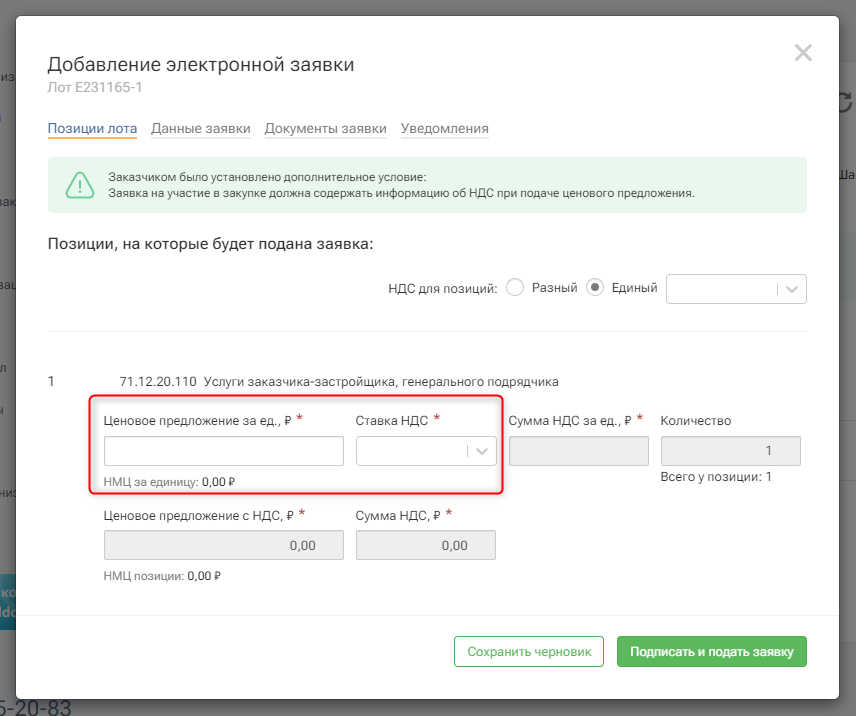 Добавление электронной заявки
Лот E231165-1
Позиции лота Данные заявки Документы заявки Уведомления
Заказчиком было установлено дополнительное условие:
Заявка на участие в закупке должна содержать информацию об НДС при подаче ценового предложения.
Позиции, на которые будет подана заявка:
НДС для позиций: Разный Единый
1 71.12.20.110 Услуги заказчика-застройщика, генерального подрядчика
Ценовое предложение за ед., ₽ * Ставка НДС * Сумма НДС за ед., ₽ * Количество
1
НМЦ за единицу: 0,00 ₽ Всего у позиции: 1
Ценовое предложение с НДС, ₽ * Сумма НДС, ₽ *
0,00 0,00
НМЦ позиции: 0,00 ₽
Сохранить черновик Подписать и подать заявку
5-20-83